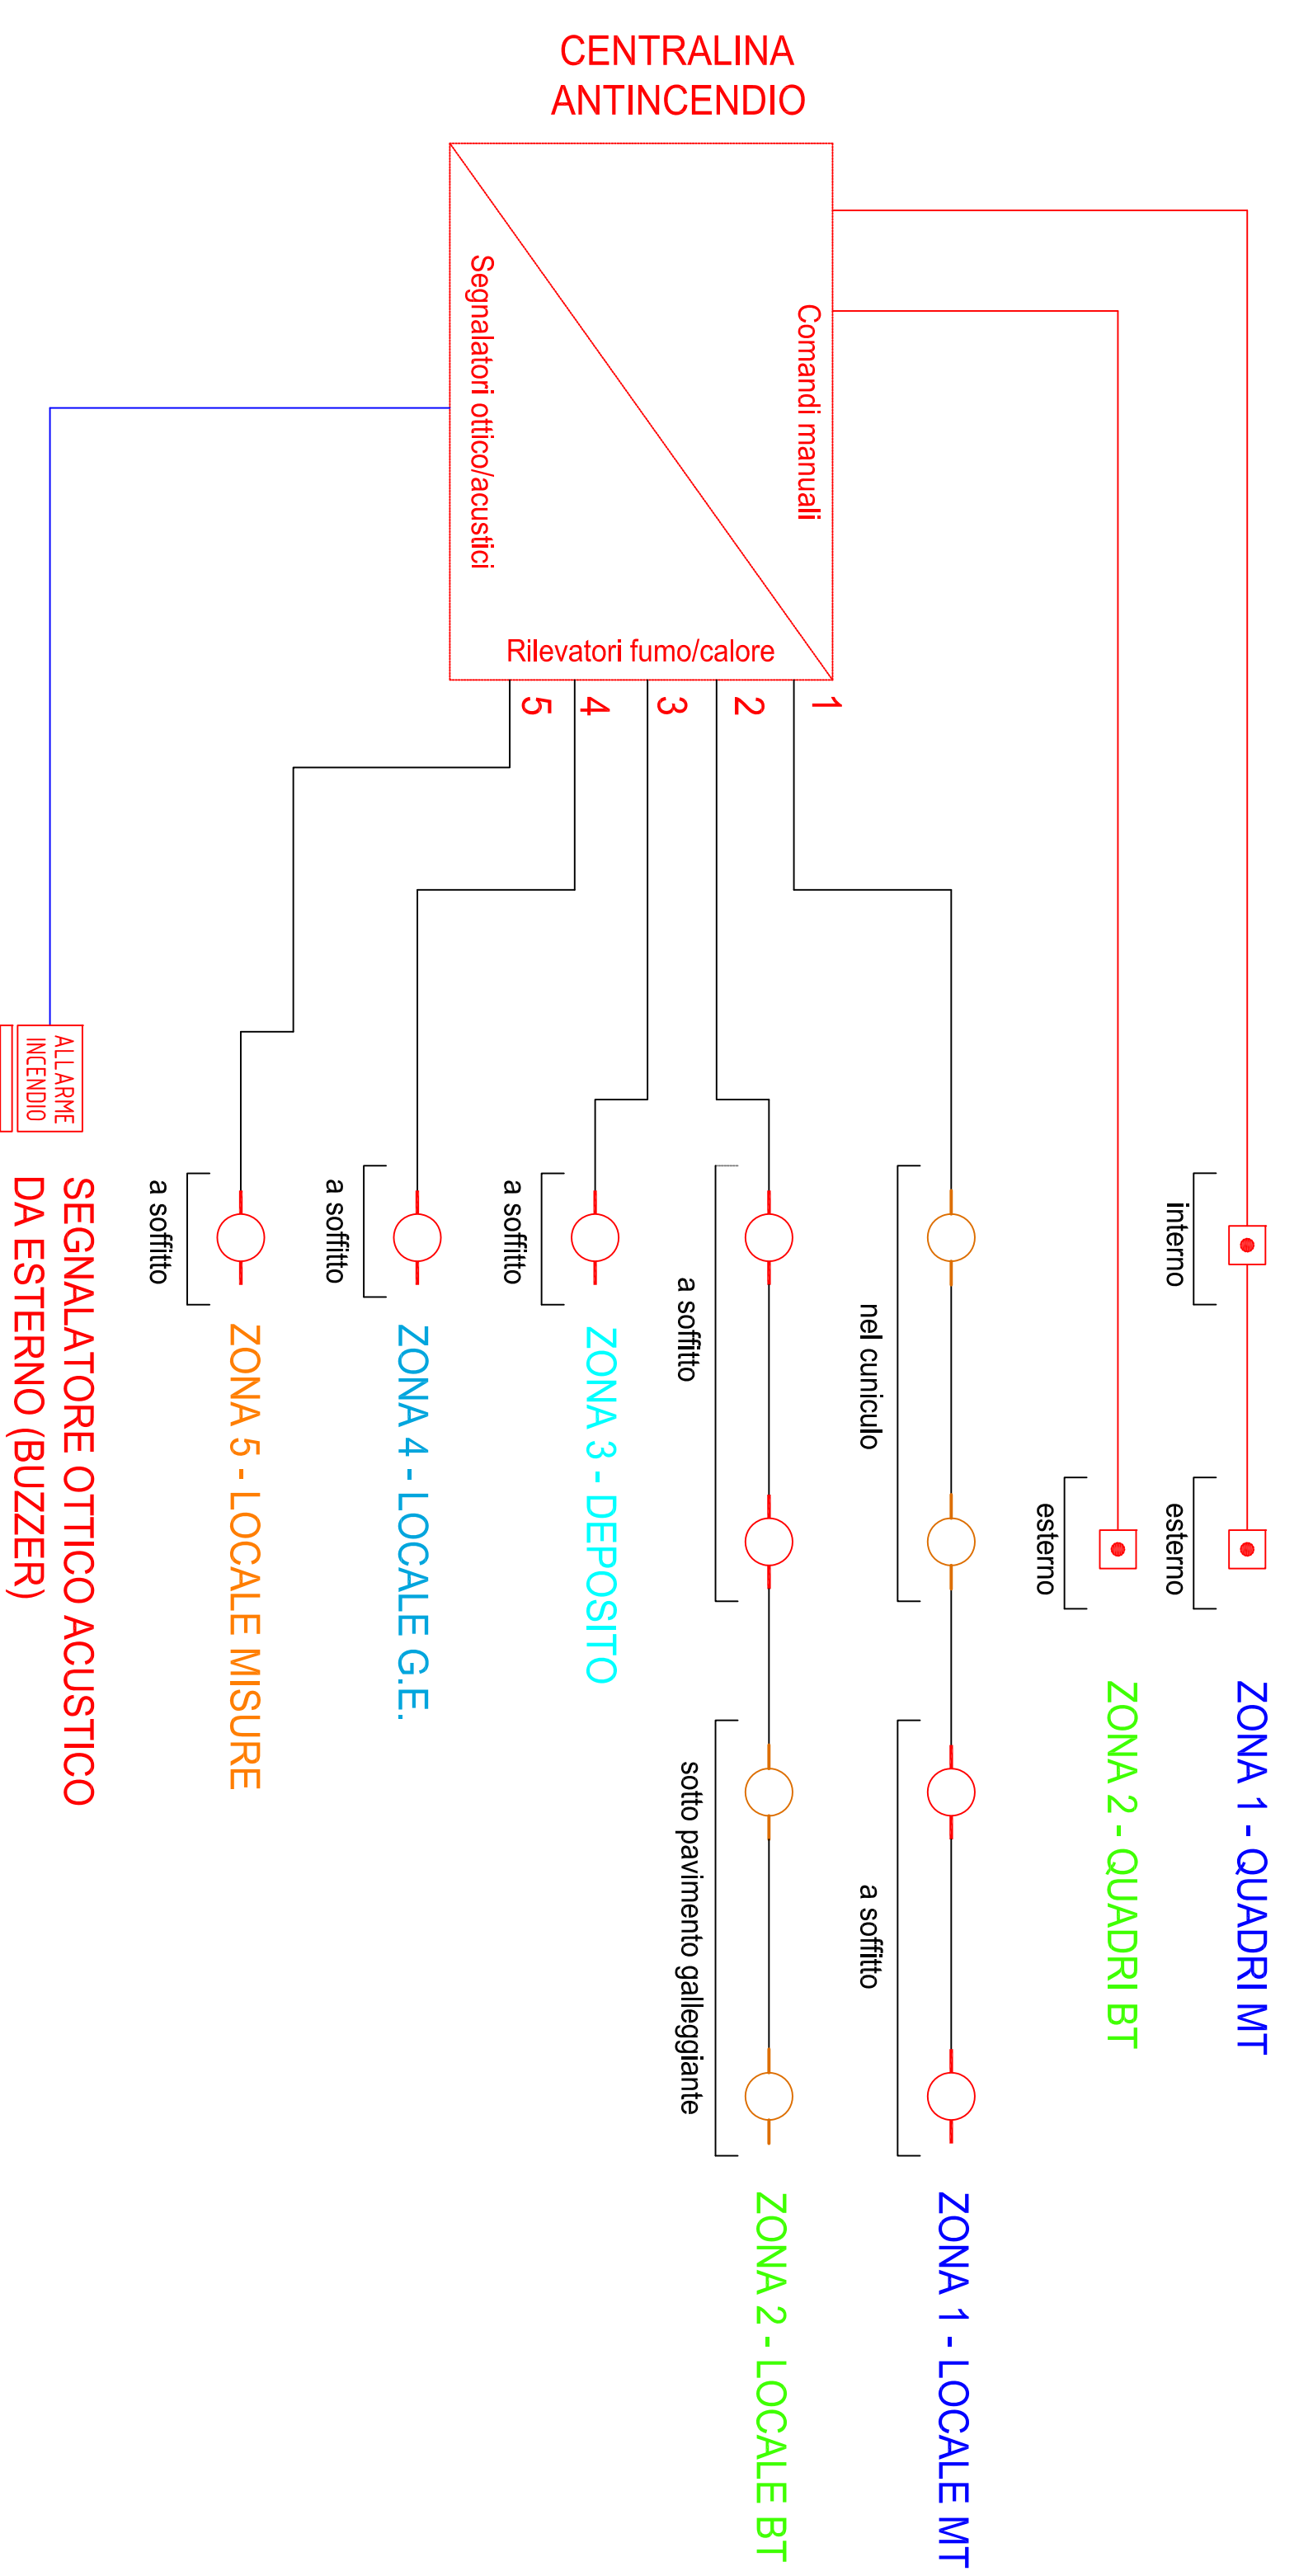 CENTRALINA
ANTINCENDIO
Comandi manuali
Segnalatori ottico/acustici
Rilevatori fumo/calore
1
2
3
4
5
interno
esterno
ZONA 1 - QUADRI MT
esterno
ZONA 2 - QUADRI BT
nel cuniculo
a soffitto
ZONA 1 - LOCALE MT
a soffitto
sotto pavimento galleggiante
ZONA 2 - LOCALE BT
a soffitto
ZONA 3 - DEPOSITO
a soffitto
ZONA 4 - LOCALE G.E.
a soffitto
ZONA 5 - LOCALE MISURE
ALLARME
INCENDIO
SEGNALATORE OTTICO ACUSTICO
DA ESTERNO (BUZZER)